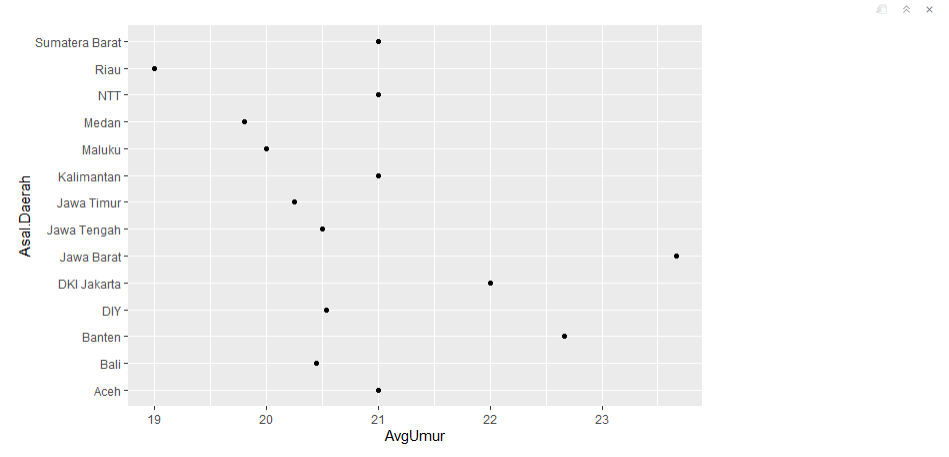 Sumatera Barat
Riau
NTT
Medan
Maluku
Kalimantan
Jawa Timur
Jawa Tengah
Jawa Barat
DKI Jakarta
DIY
Banten
Bali
Aceh
Asal.Daerah
19 20 21 22 23
AvgUmur